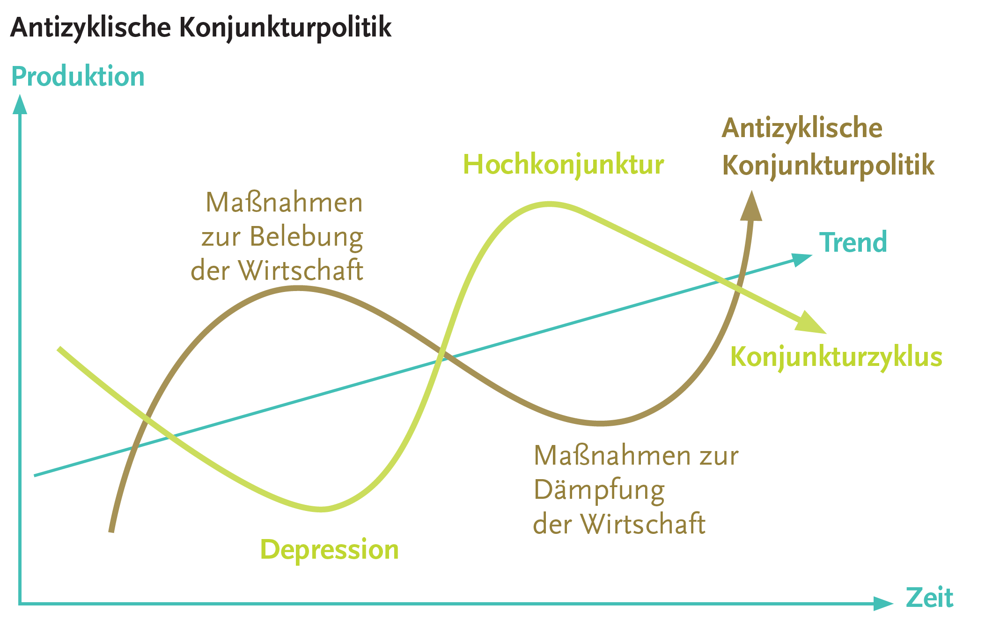 Antizyklische Konjunkturpolitik
Produktion
Antizyklische
Konjunkturpolitik
Hochkonjunktur
Maßnahmen
zur Belebung
der Wirtschaft
Trend
Konjunkturzyklus
Maßnahmen zur
Dämpfung
der Wirtschaft
Depression
Zeit